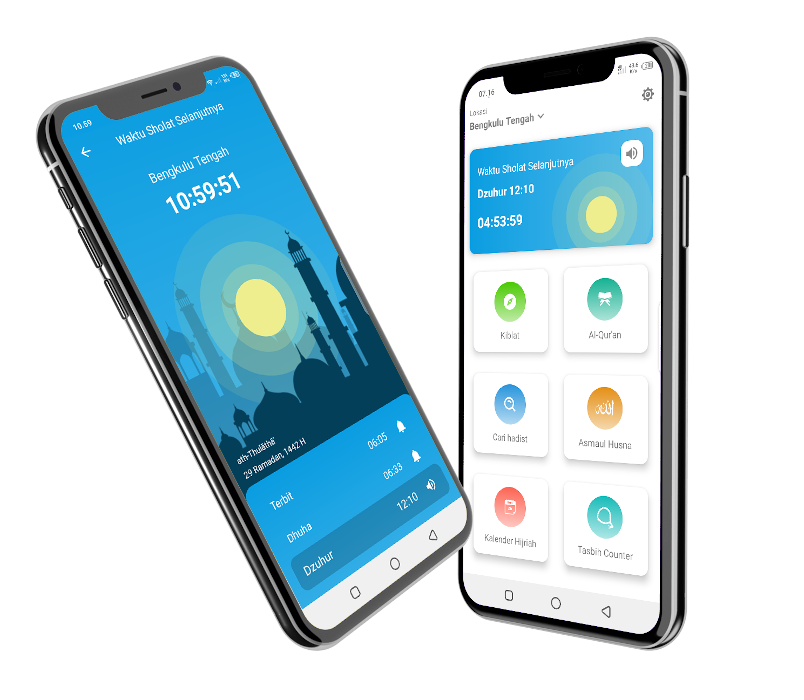 10.59
Waktu Sholat Selanjutnya
Bengkulu Tengah
10:59:51
ath-Thulāthā'
29 Ramadan, 1442 H
Terbit 06:05
Dhuha 06:33
Dzuhur 12:10
07.16
Lokasi
Bengkulu Tengah
Waktu Sholat Selanjutnya
Dzuhur 12:10
04:53:59
Kiblat
Al-Qur'an
Cari hadist
Asmaul Husna
Kalender Hijriah
Tasbih Counter